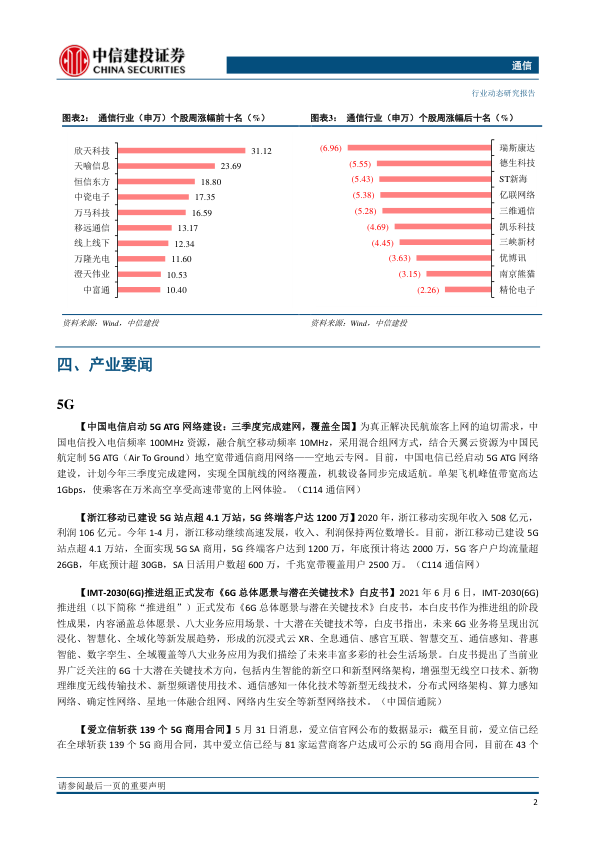 中信建投证券
CHINA SECURITIES
通信
行业动态研究报告
图表2： 通信行业（申万）个股周涨幅前十名（%）
欣天科技 31.12
天喻信息 23.69
恒信东方 18.80
中瓷电子 17.35
万马科技 16.59
移远通信 13.17
线上线下 12.34
万隆光电 11.60
澄天伟业 10.53
中富通 10.40
资料来源：Wind，中信建投
图表3： 通信行业（申万）个股周涨幅后十名（%）
(6.96) 瑞斯康达
(5.55) 德生科技
(5.43) ST新海
(5.38) 亿联网络
(5.28) 三维通信
(4.69) 凯乐科技
(4.45) 三峡新材
(3.63) 优博讯
(3.15) 南京熊猫
(2.26) 精伦电子
资料来源：Wind，中信建投
四、产业要闻
5G
【中国电信启动 5G ATG 网络建设：三季度完成建网，覆盖全国】为真正解决民航旅客上网的迫切需求，中
国电信投入电信频率 100MHz 资源，融合航空移动频率 10MHz，采用混合组网方式，结合天翼云资源为中国民
航定制 5G ATG（Air To Ground）地空宽带通信商用网络——空地云专网。目前，中国电信已经启动 5G ATG 网络
建设，计划今年三季度完成建网，实现全国航线的网络覆盖，机载设备同步完成适航。单架飞机峰值带宽高达
1Gbps，使乘客在万米高空享受高速带宽的上网体验。（C114 通信网）
【浙江移动已建设 5G 站点超 4.1 万站，5G 终端客户达 1200 万】2020 年，浙江移动实现年收入 508 亿元，
利润 106 亿元。今年 1-4 月，浙江移动继续高速发展，收入、利润保持两位数增长。目前，浙江移动已建设 5G
站点超 4.1 万站，全面实现 5G SA 商用，5G 终端客户达到 1200 万，年底预计将达 2000 万，5G 客户户均流量超
26GB，年底预计超 30GB，SA 日活用户数超 600 万，千兆宽带覆盖用户 2500 万。（C114 通信网）
【IMT-2030(6G)推进组正式发布《6G 总体愿景与潜在关键技术》白皮书】2021 年 6 月 6 日，IMT-2030(6G)
推进组（以下简称“推进组”）正式发布《6G 总体愿景与潜在关键技术》白皮书，本白皮书作为推进组的阶段
性成果，内容涵盖总体愿景、八大业务应用场景、十大潜在关键技术等，白皮书指出，未来 6G 业务将呈现出沉
浸化、智慧化、全域化等新发展趋势，形成的沉浸式云 XR、全息通信、感官互联、智慧交互、通信感知、普惠
智能、数字孪生、全域覆盖等八大业务应用为我们描绘了未来丰富多彩的社会生活场景。白皮书提出了当前业
界广泛关注的 6G 十大潜在关键技术方向，包括内生智能的新空口和新型网络架构，增强型无线空口技术、新物
理维度无线传输技术、新型频谱使用技术、通信感知一体化技术等新型无线技术，分布式网络架构、算力感知
网络、确定性网络、星地一体融合组网、网络内生安全等新型网络技术。（中国信通院）
【爱立信斩获 139 个 5G 商用合同】5 月 31 日消息，爱立信官网公布的数据显示：截至目前，爱立信已经
在全球斩获 139 个 5G 商用合同，其中爱立信已经与 81 家运营商客户达成可公示的 5G 商用合同，目前在 43 个
请参阅最后一页的重要声明
2